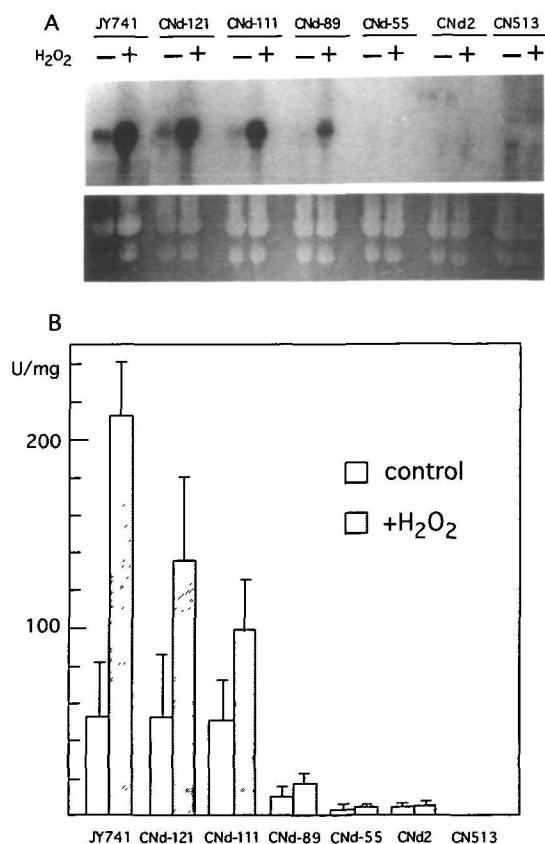 A
JY741 CNd-121 CNd-111 CNd-89 CNd-55 CNd2 CN513
H2O2 − + − + − + − + − + − + − +
B
U/mg
200
control
+H2O2
100
JY741 CNd-121 CNd-111 CNd-89 CNd-55 CNd2 CN513